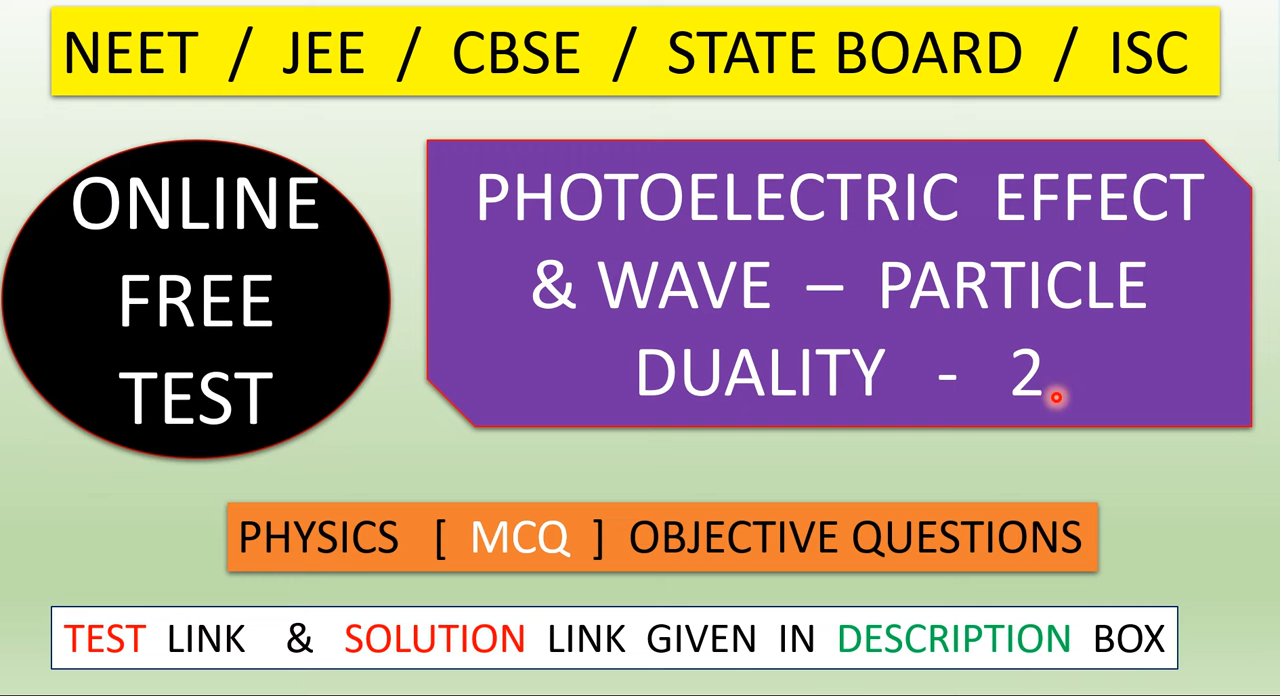 NEET / JEE / CBSE / STATE BOARD / ISC
ONLINE
FREE
TEST
PHOTOELECTRIC EFFECT
& WAVE – PARTICLE
DUALITY - 2
PHYSICS [ MCQ ] OBJECTIVE QUESTIONS
TEST LINK & SOLUTION LINK GIVEN IN DESCRIPTION BOX